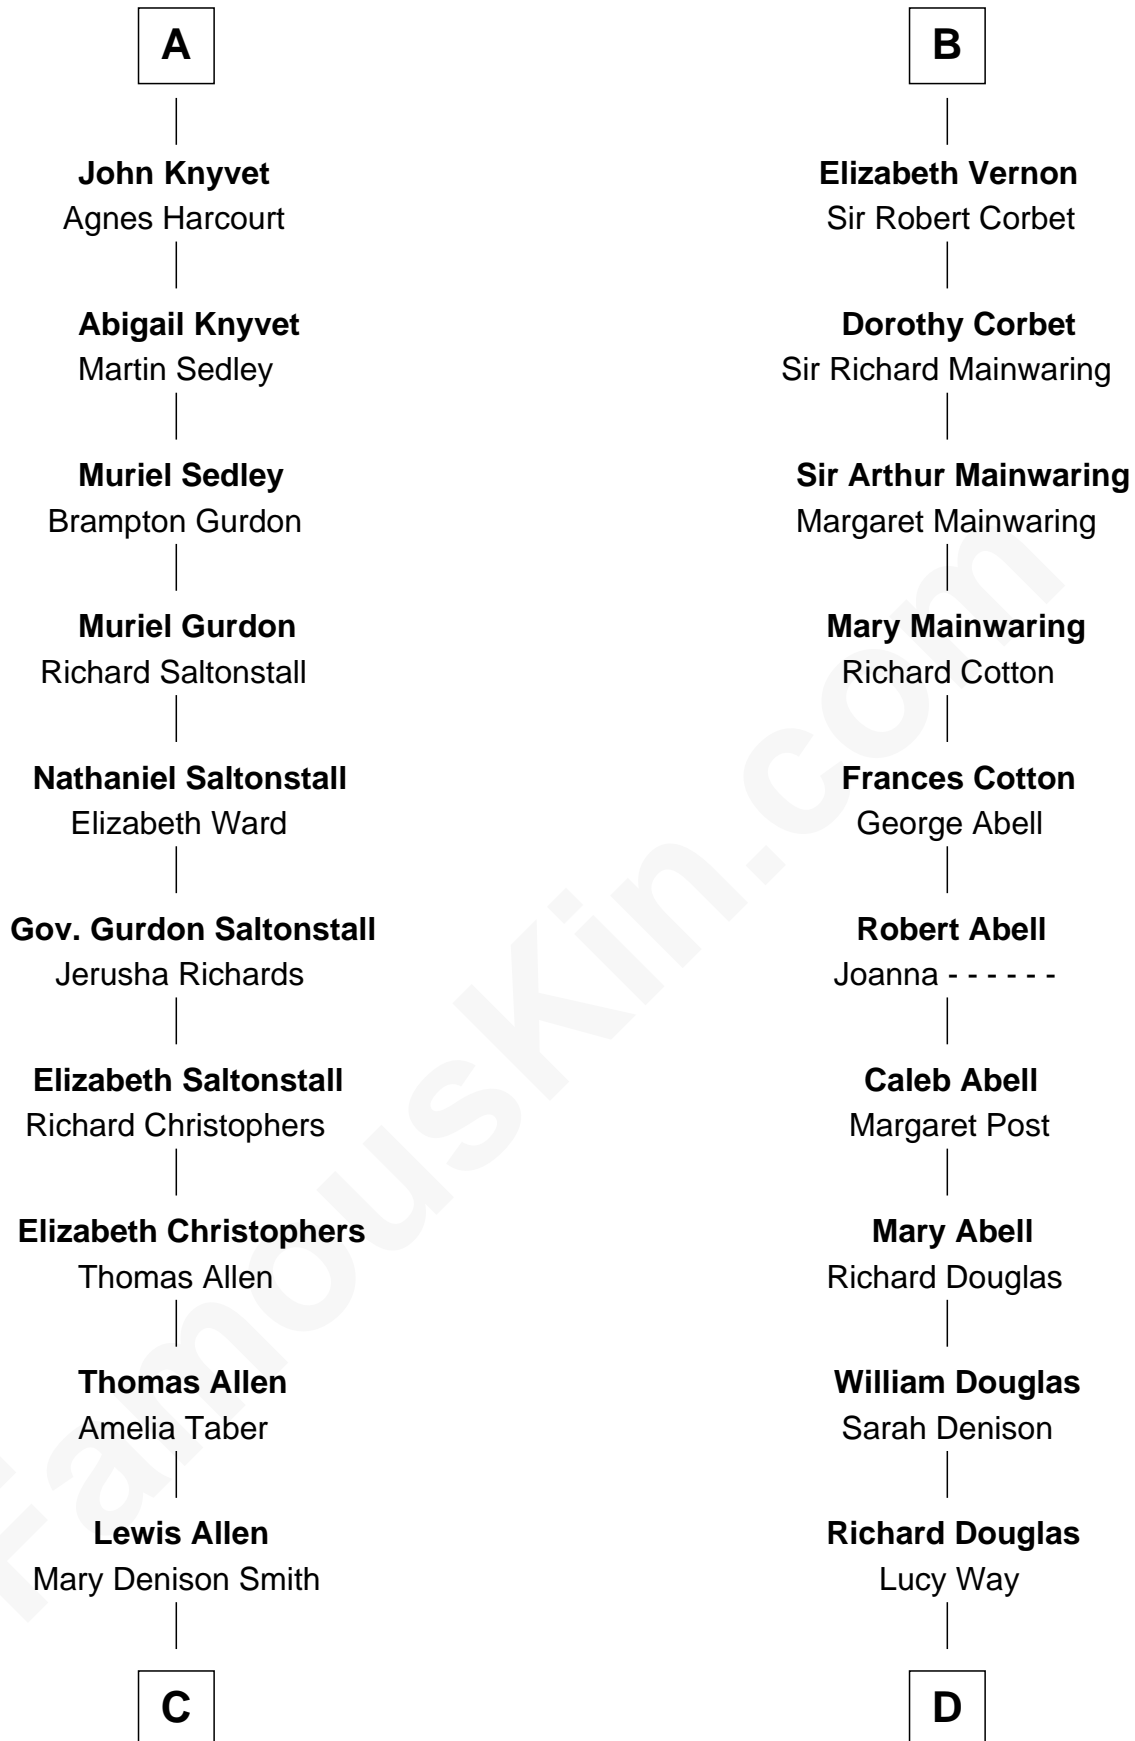 A
John Knyvet
Agnes Harcourt
Abigail Knyvet
Martin Sedley
Muriel Sedley
Brampton Gurdon
Muriel Gurdon
Richard Saltonstall
Nathaniel Saltonstall
Elizabeth Ward
Gov. Gurdon Saltonstall
Jerusha Richards
Elizabeth Saltonstall
Richard Christophers
Elizabeth Christophers
Thomas Allen
Thomas Allen
Amelia Taber
Lewis Allen
Mary Denison Smith
C
B
Elizabeth Vernon
Sir Robert Corbet
Dorothy Corbet
Sir Richard Mainwaring
Sir Arthur Mainwaring
Margaret Mainwaring
Mary Mainwaring
Richard Cotton
Frances Cotton
George Abell
Robert Abell
Joanna - - - - - -
Caleb Abell
Margaret Post
Mary Abell
Richard Douglas
William Douglas
Sarah Denison
Richard Douglas
Lucy Way
D
FamousKin.com